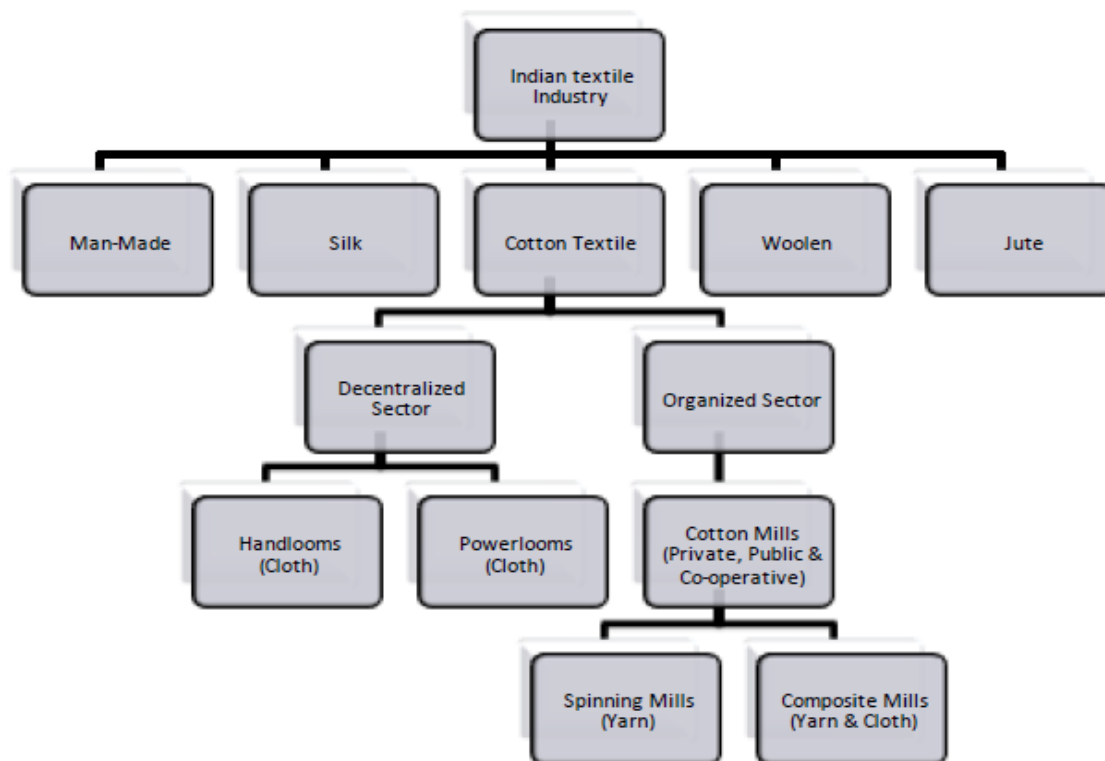 Indian textile
Industry
Man-Made
Silk
Cotton Textile
Woolen
Jute
Decentralized
Sector
Organized Sector
Handlooms
(Cloth)
Powerlooms
(Cloth)
Cotton Mills
(Private, Public &
Co-operative)
Spinning Mills
(Yarn)
Composite Mills
(Yarn & Cloth)